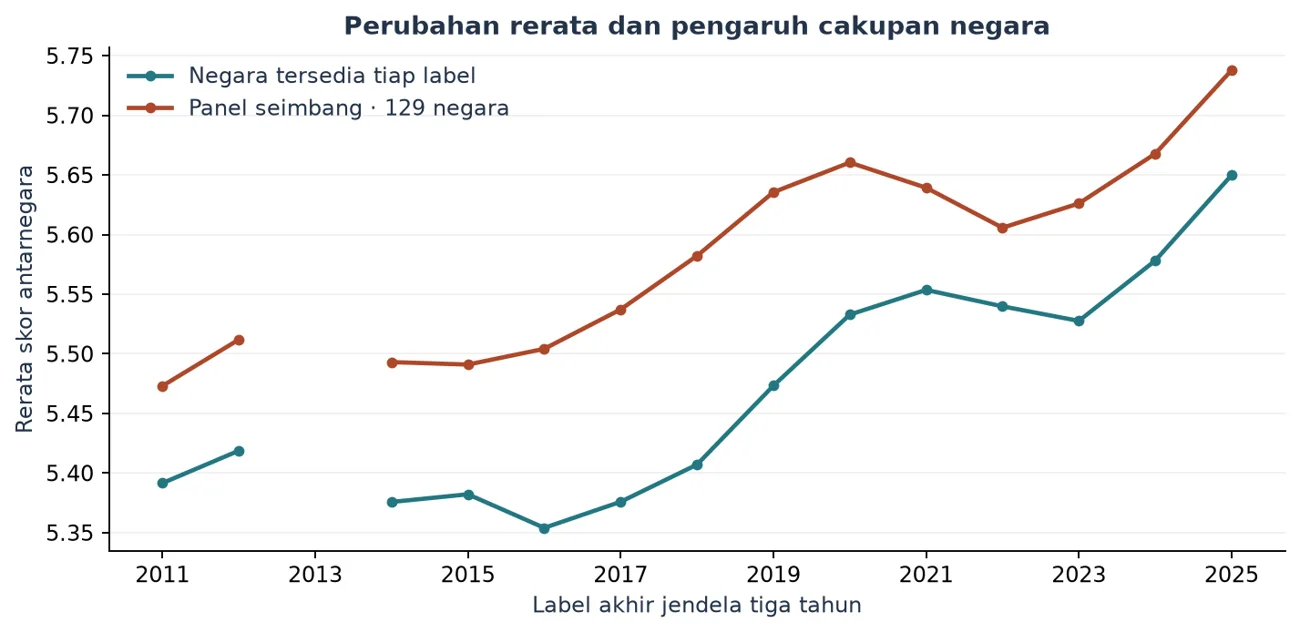 Perubahan rerata dan pengaruh cakupan negara
Negara tersedia tiap label
Panel seimbang · 129 negara
Rerata skor antarnegara
5.75
5.70
5.65
5.60
5.55
5.50
5.45
5.40
5.35
2011 2013 2015 2017 2019 2021 2023 2025
Label akhir jendela tiga tahun